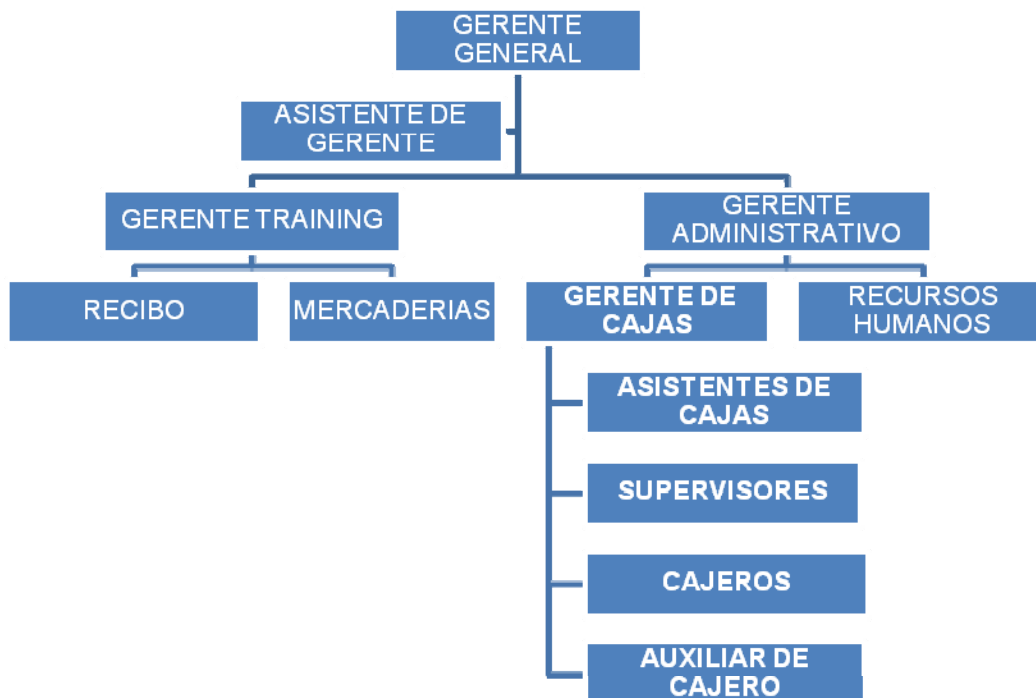 GERENTE
GENERAL
ASISTENTE DE
GERENTE
GERENTE TRAINING
GERENTE
ADMINISTRATIVO
RECIBO
MERCADERIAS
GERENTE DE
CAJAS
RECURSOS
HUMANOS
ASISTENTES DE
CAJAS
SUPERVISORES
CAJEROS
AUXILIAR DE
CAJERO